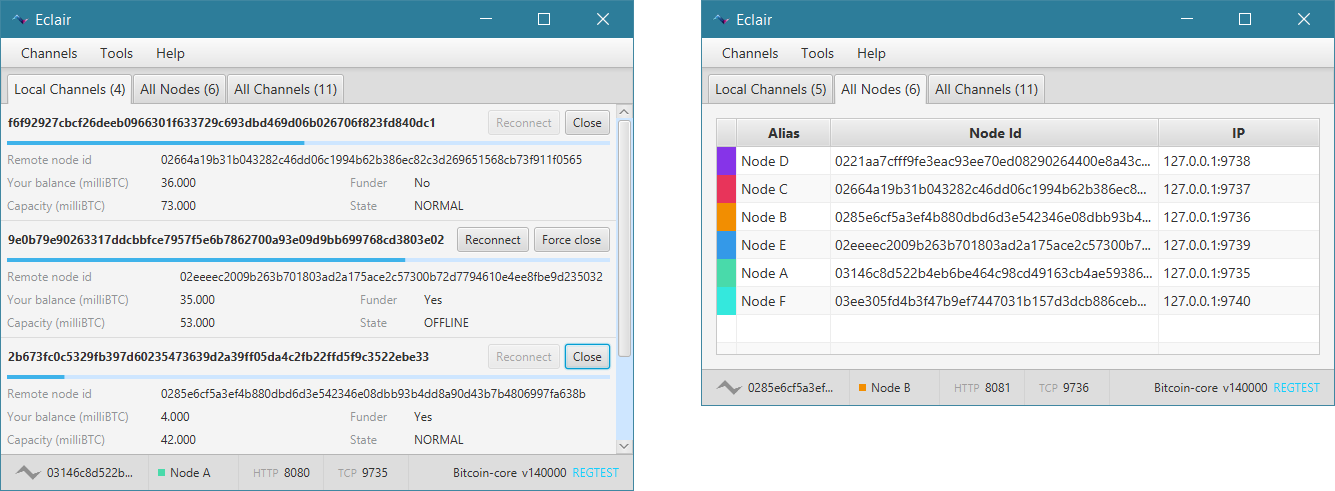 Eclair
Channels Tools Help
Local Channels (4) All Nodes (6) All Channels (11)
f6f92927cbcf26deeb0966301f633729c693dbd469d06b026706f823fd840dc1 Reconnect Close
Remote node id 02664a19b31b043282c46dd06c1994b62b386ec82c3d269651568cb73f911f0565
Your balance (milliBTC) 36.000 Funder No
Capacity (milliBTC) 73.000 State NORMAL
9e0b79e90263317ddcbbfce7957f5e6b7862700a93e09d9bb699768cd3803e02 Reconnect Force close
Remote node id 02eeeec2009b263b701803ad2a175ace2c57300b72d7794610e4ee8fbe9d235032
Your balance (milliBTC) 35.000 Funder Yes
Capacity (milliBTC) 53.000 State OFFLINE
2b673fc0c5329fb397d60235473639d2a39ff05da4c2fb22ffd5f9c3522ebe33 Reconnect Close
Remote node id 0285e6cf5a3ef4b880dbd6d3e542346e08dbb93b4dd8a90d43b7b4806997fa638b
Your balance (milliBTC) 4.000 Funder Yes
Capacity (milliBTC) 42.000 State NORMAL
03146c8d522b... Node A HTTP 8080 TCP 9735 Bitcoin-core v140000 REGTEST
Eclair
Channels Tools Help
Local Channels (5) All Nodes (6) All Channels (11)
Alias Node Id IP
Node D 0221aa7cfff9fe3eac93ee70ed08290264400e8a43c... 127.0.0.1:9738
Node C 02664a19b31b043282c46dd06c1994b62b386ec8... 127.0.0.1:9737
Node B 0285e6cf5a3ef4b880dbd6d3e542346e08dbb93b4... 127.0.0.1:9736
Node E 02eeeec2009b263b701803ad2a175ace2c57300b7... 127.0.0.1:9739
Node A 03146c8d522b4eb6be464c98cd49163cb4ae59386... 127.0.0.1:9735
Node F 03ee305fd4b3f47b9ef7447031b157d3dcb886ceb... 127.0.0.1:9740
0285e6cf5a3ef... Node B HTTP 8081 TCP 9736 Bitcoin-core v140000 REGTEST